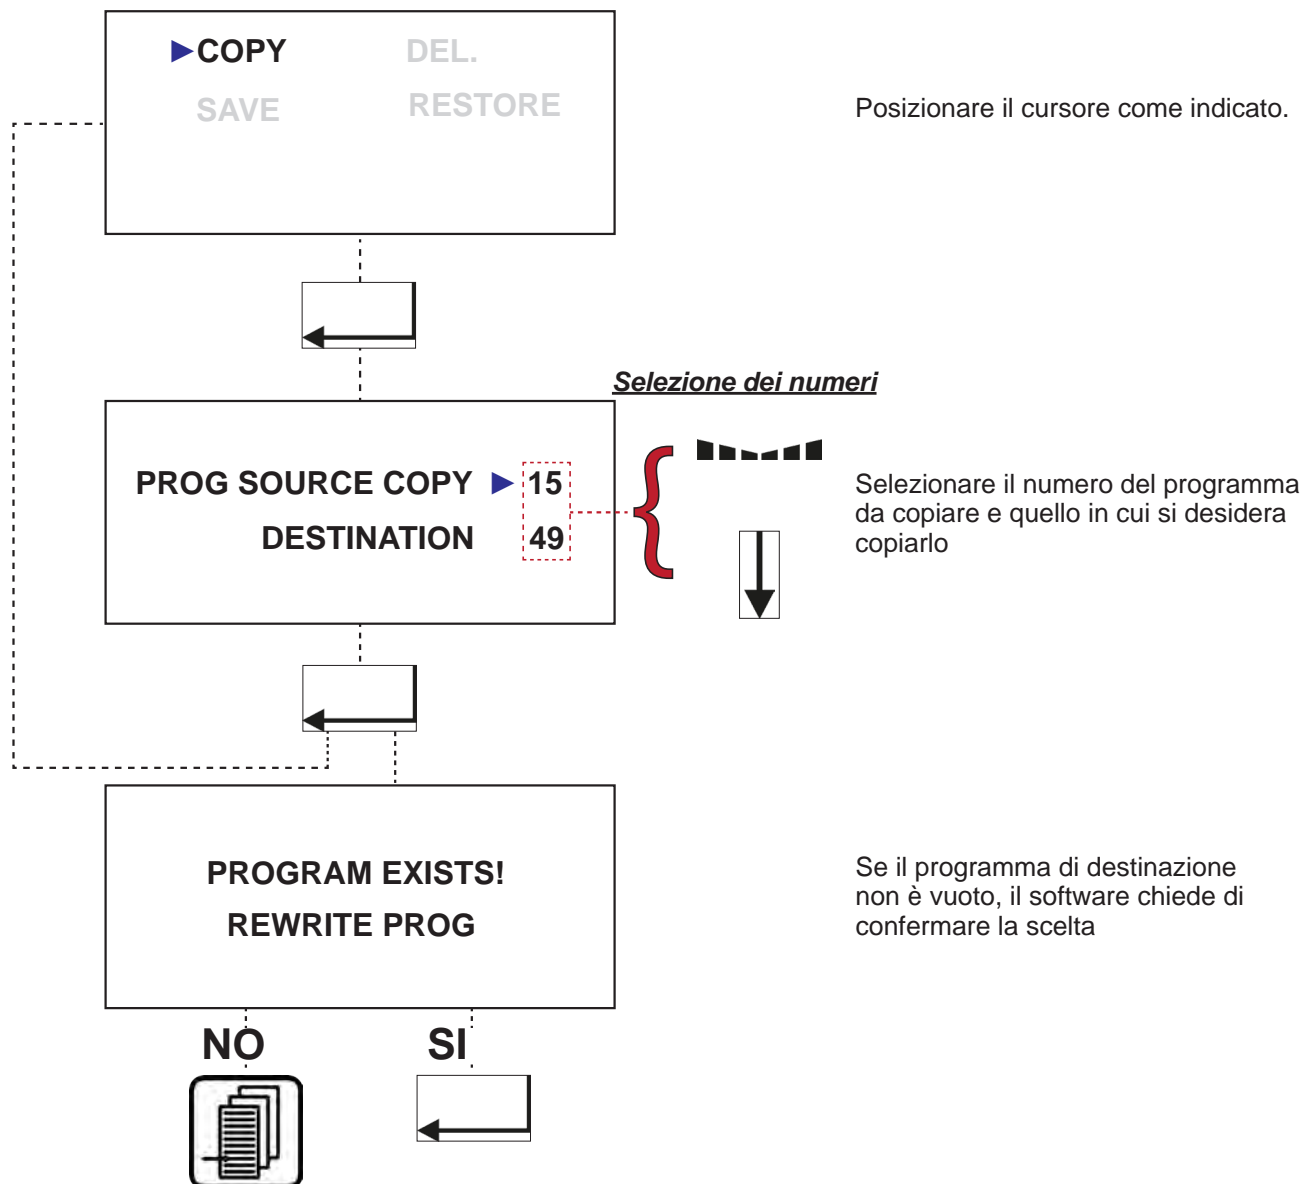 COPY DEL.
SAVE RESTORE
Posizionare il cursore come indicato.
Selezione dei numeri
PROG SOURCE COPY 15
DESTINATION 49
Selezionare il numero del programma
da copiare e quello in cui si desidera
copiarlo
PROGRAM EXISTS!
REWRITE PROG
Se il programma di destinazione
non è vuoto, il software chiede di
confermare la scelta
NO SI